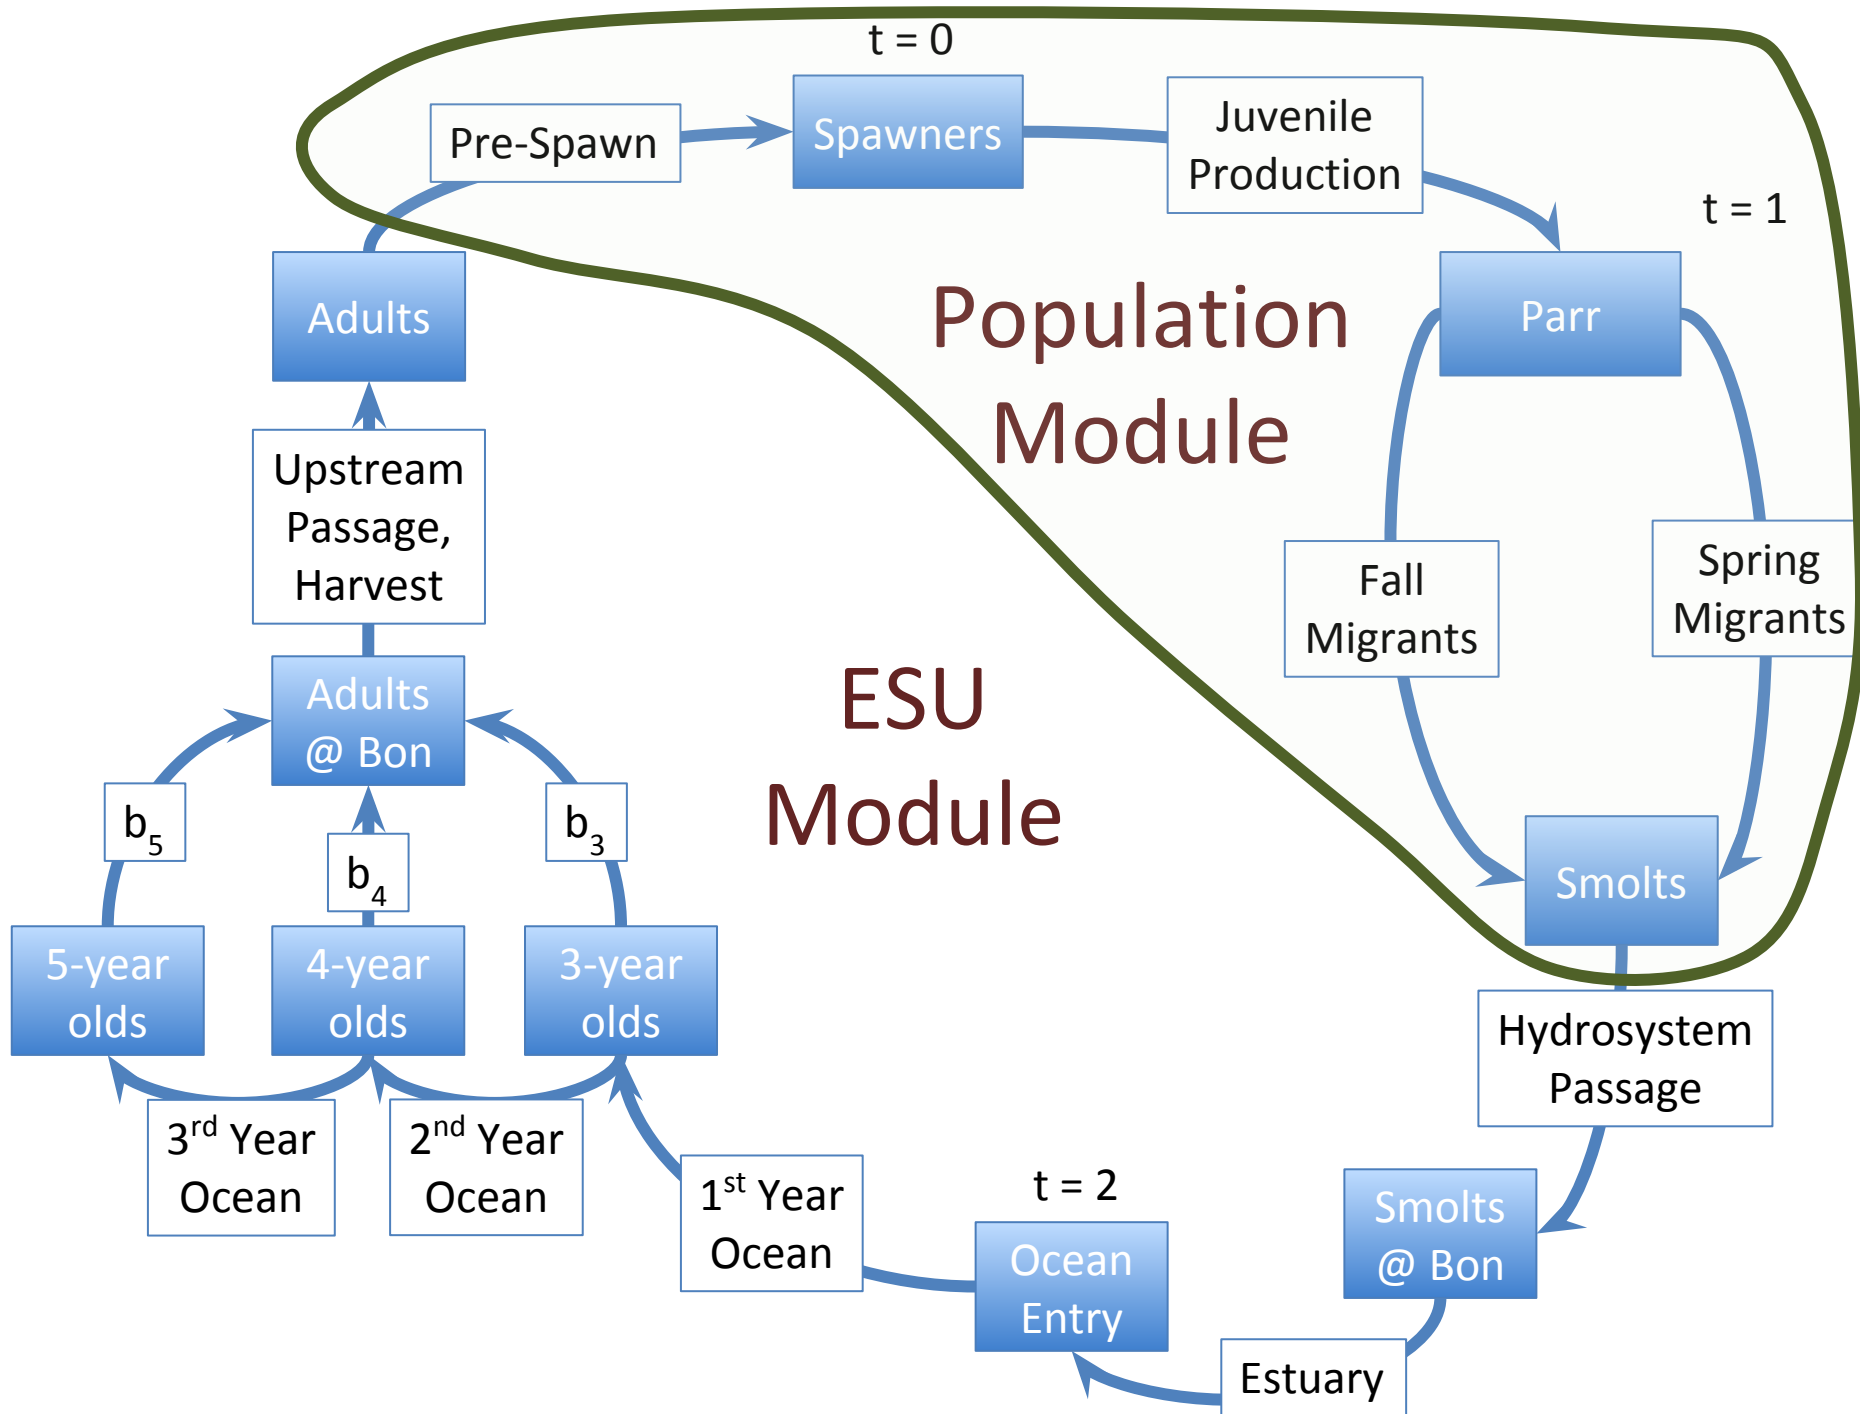 t = 0
Pre-Spawn
Spawners
Juvenile
Production
t = 1
Adults
Parr
Population
Module
Upstream
Passage,
Harvest
Fall
Migrants
Spring
Migrants
ESU
Module
Adults
@ Bon
b5
b4
b3
Smolts
5-year
olds
4-year
olds
3-year
olds
Hydrosystem
Passage
3rd Year
Ocean
2nd Year
Ocean
1st Year
Ocean
t = 2
Ocean
Entry
Smolts
@ Bon
Estuary